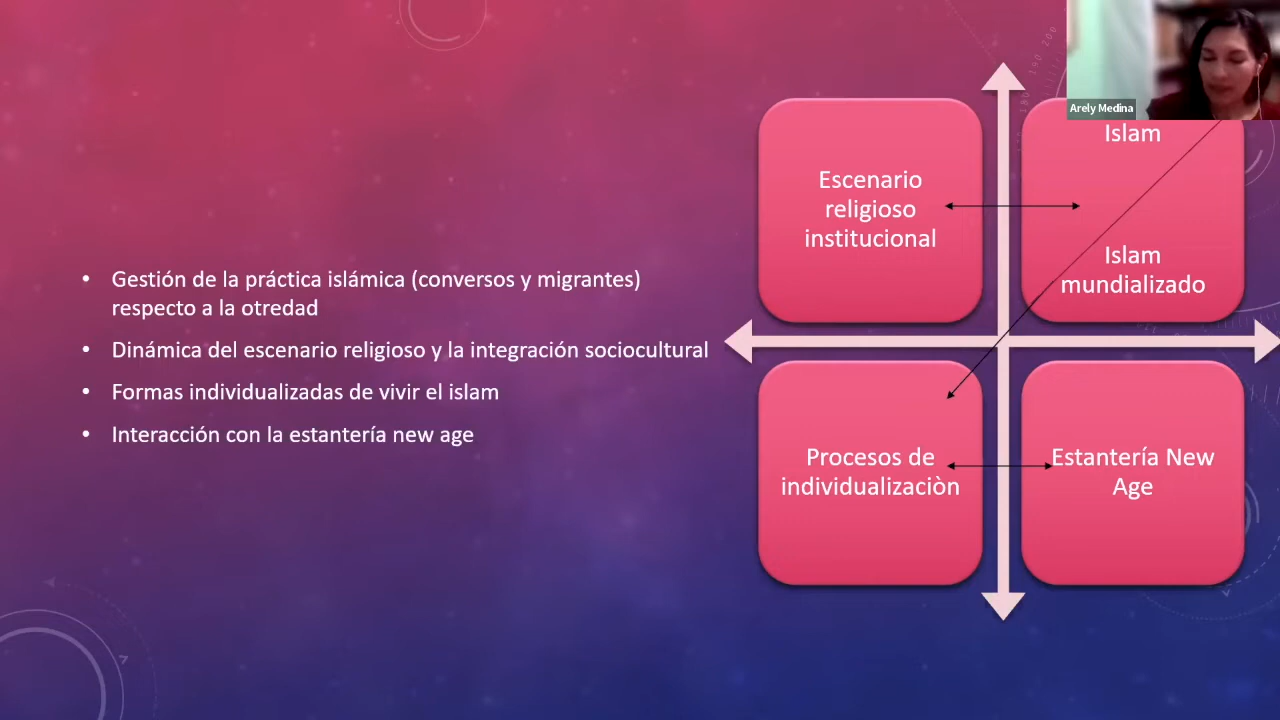 Arely Medina
• Gestión de la práctica islámica (conversos y migrantes)
respecto a la otredad
• Dinámica del escenario religioso y la integración sociocultural
• Formas individualizadas de vivir el islam
• Interacción con la estantería new age
Escenario
religioso
institucional
Islam
Islam
mundializado
Procesos de
individualizaciòn
Estantería New
Age